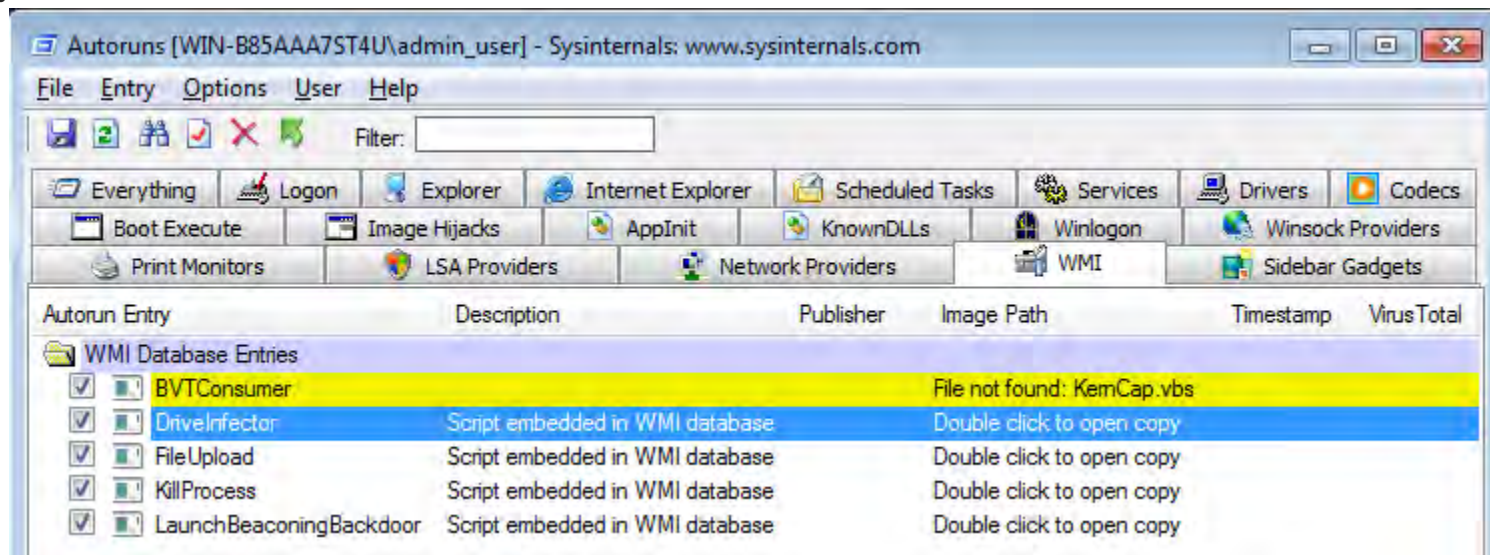 Autoruns [WIN-B85AAA7ST4U\admin_user] - Sysinternals: www.sysinternals.com
File Entry Options User Help
Filter:
Everything Logon Explorer Internet Explorer Scheduled Tasks Services Drivers Codecs
Boot Execute Image Hijacks AppInit KnownDLLs Winlogon Winsock Providers
Print Monitors LSA Providers Network Providers WMI Sidebar Gadgets
Autorun Entry Description Publisher Image Path Timestamp VirusTotal
WMI Database Entries
BVTConsumer File not found: KernCap.vbs
DriveInfector Script embedded in WMI database Double click to open copy
FileUpload Script embedded in WMI database Double click to open copy
KillProcess Script embedded in WMI database Double click to open copy
LaunchBeaconingBackdoor Script embedded in WMI database Double click to open copy